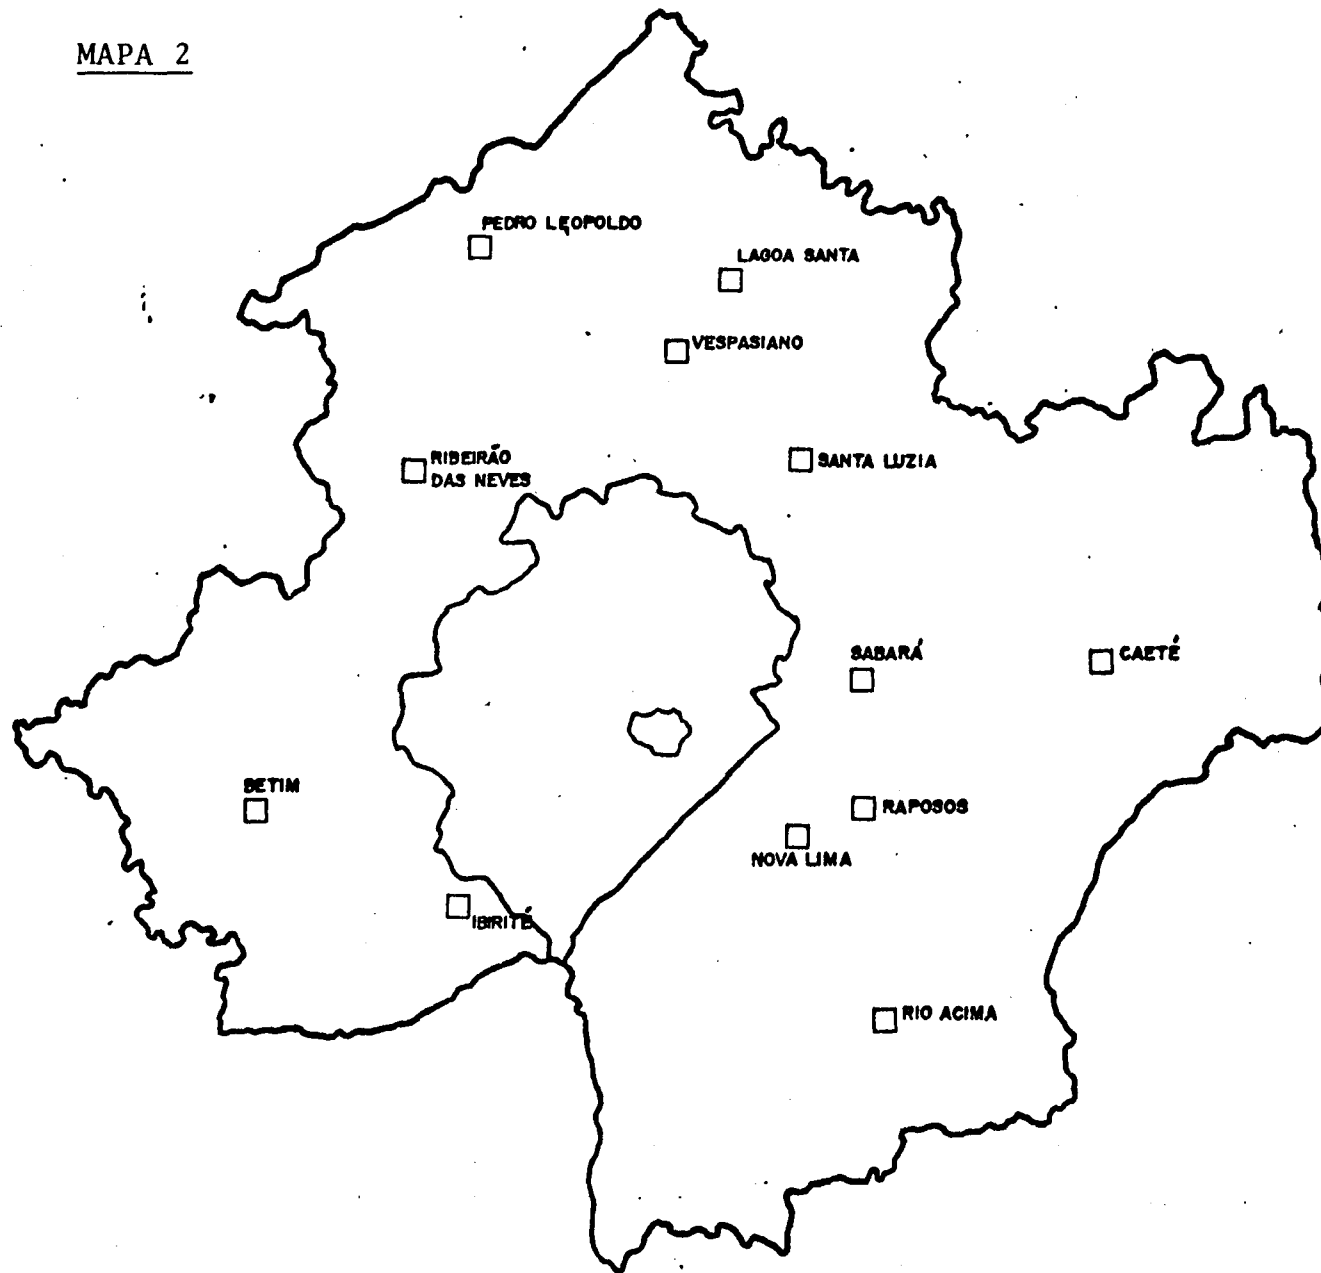 MAPA 2
PEDRO LEOPOLDO
LAGOA SANTA
VESPASIANO
RIBEIRÃO
DAS NEVES
SANTA LUZIA
SABARÁ
CAETÉ
BETIM
RAPOSOS
NOVA LIMA
IBIRITÉ
RIO ACIMA